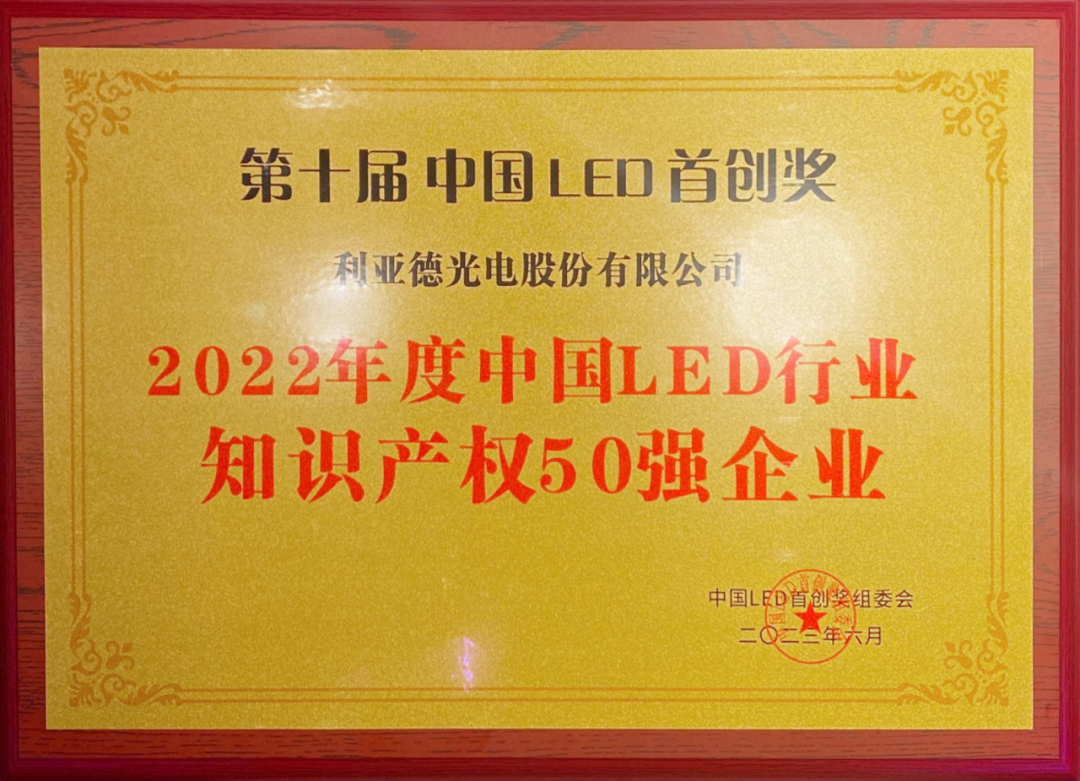 第十届 中国 LED 首创奖
利亚德光电股份有限公司
2022年度中国LED行业
知识产权50强企业
中国LED首创奖组委会
二〇二三年六月